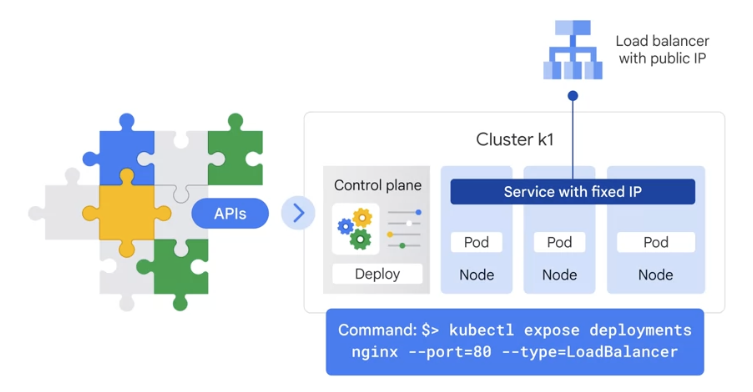 Load balancer
with public IP
Cluster k1
Control plane
Service with fixed IP
APIs
Pod
Pod
Pod
Deploy
Node
Node
Node
Command: $> kubectl expose deployments
nginx --port=80 --type=LoadBalancer